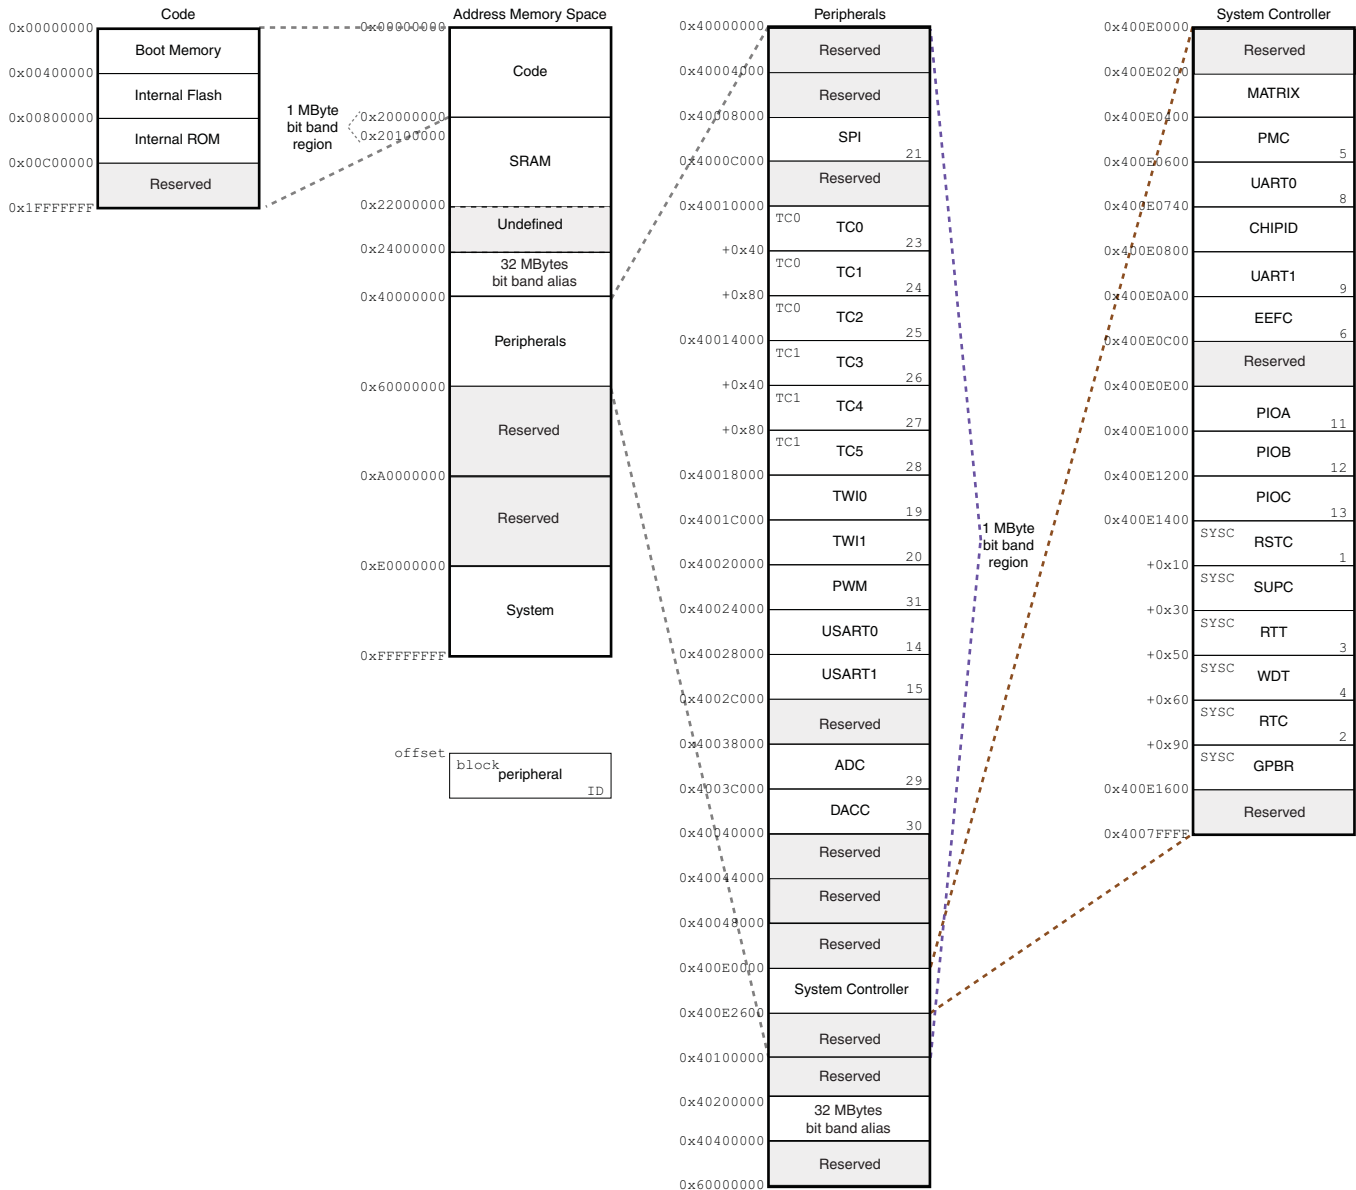 Code
0x00000000
Boot Memory
0x00400000
Internal Flash
0x00800000
Internal ROM
0x00C00000
Reserved
0x1FFFFFFF
1 MByte
bit band
region
Address Memory Space
0x00000000
Code
0x20000000
0x20100000
SRAM
0x22000000
Undefined
0x24000000
32 MBytes
bit band alias
0x40000000
Peripherals
0x60000000
Reserved
0xA0000000
Reserved
0xE0000000
System
0xFFFFFFFF
offset
block
peripheral
ID
Peripherals
0x40000000
Reserved
0x40004000
Reserved
0x40008000
SPI
21
0x4000C000
Reserved
0x40010000
TC0
TC0
23
+0x40
TC0
TC1
24
+0x80
TC0
TC2
25
0x40014000
TC1
TC3
26
+0x40
TC1
TC4
27
+0x80
TC1
TC5
28
0x40018000
TWI0
19
0x4001C000
TWI1
20
0x40020000
PWM
31
0x40024000
USART0
14
0x40028000
USART1
15
0x4002C000
Reserved
0x40038000
ADC
29
0x4003C000
DACC
30
0x40040000
Reserved
0x40044000
Reserved
0x40048000
Reserved
0x400E0000
System Controller
0x400E2600
Reserved
0x40100000
Reserved
0x40200000
32 MBytes
bit band alias
0x40400000
Reserved
0x60000000
1 MByte
bit band
region
System Controller
0x400E0000
Reserved
0x400E0200
MATRIX
0x400E0400
PMC
5
0x400E0600
UART0
8
0x400E0740
CHIPID
0x400E0800
UART1
9
0x400E0A00
EEFC
6
0x400E0C00
Reserved
0x400E0E00
PIOA
11
0x400E1000
PIOB
12
0x400E1200
PIOC
13
0x400E1400
SYSC
RSTC
1
+0x10
SYSC
SUPC
+0x30
SYSC
RTT
3
+0x50
SYSC
WDT
4
+0x60
SYSC
RTC
2
+0x90
SYSC
GPBR
0x400E1600
Reserved
0x4007FFFF